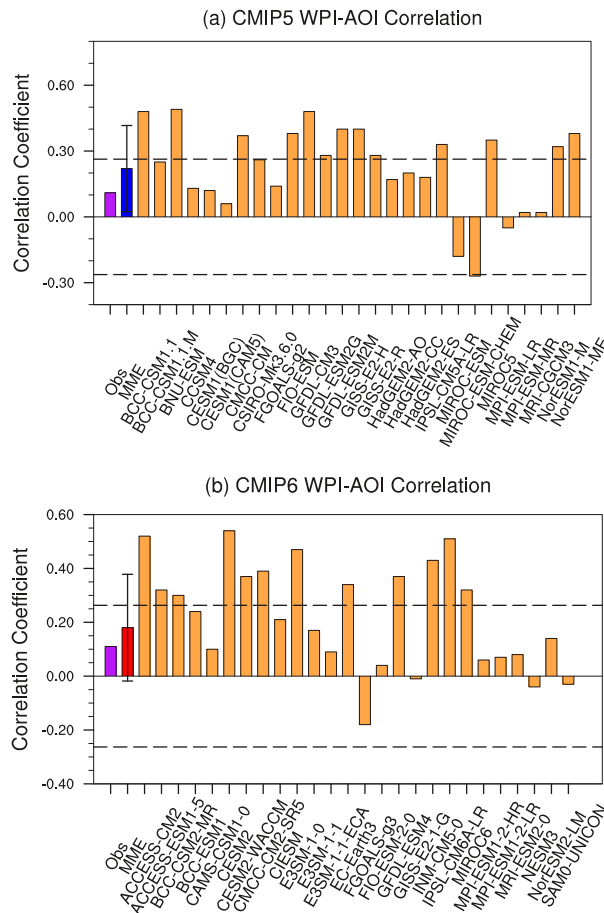 (a) CMIP5 WPI-AOI Correlation
Correlation Coefficient
0.60
0.30
0.00
-0.30
Obs
MME
BCC-CSM1-1
BCC-CSM1-1 M
BNU-ESM
CCSM4
CESM1(BGC)
CESM1(CAM5)
CMCC-CM
CSIRO-Mk3.6.0
FGOALS-g2
FIO-ESM
GFDL-CM3
GFDL-ESM2G
GFDL-ESM2M
GISS-E2-H
GISS-E2-R
HadGEM2-AO
HadGEM2-CC
HadGEM2-ES
IPSL-CM5A-LR
MIROC-ESM
MIROC-ESM-CHEM
MIROC5
MPI-ESM-LR
MPI-ESM-MR
MRI-CGCM3
NorESM1-M
NorESM1-ME
(b) CMIP6 WPI-AOI Correlation
Correlation Coefficient
0.60
0.40
0.20
0.00
-0.20
-0.40
Obs
MME
ACCESS-CM2
ACCESS-ESM1-5
BCC-CSM2-MR
BCC-ESM1
CAMS-CSM1-0
CESM2
CESM2-WACCM
CMCC-CM2-SR5
CIESM
E3SM-1-0
E3SM-1-1
E3SM-1-1-ECA
EC-Earth3
FGOALS-g3
FIO-ESM-2-0
GFDL-ESM4
GISS-E2-1-G
INM-CM5-0
IPSL-CM6A-LR
MIROC6
MPI-ESM1-2-HR
MPI-ESM1-2-LR
MRI-ESM2-0
NESM3
NorESM2-LM
SAM0-UNICON